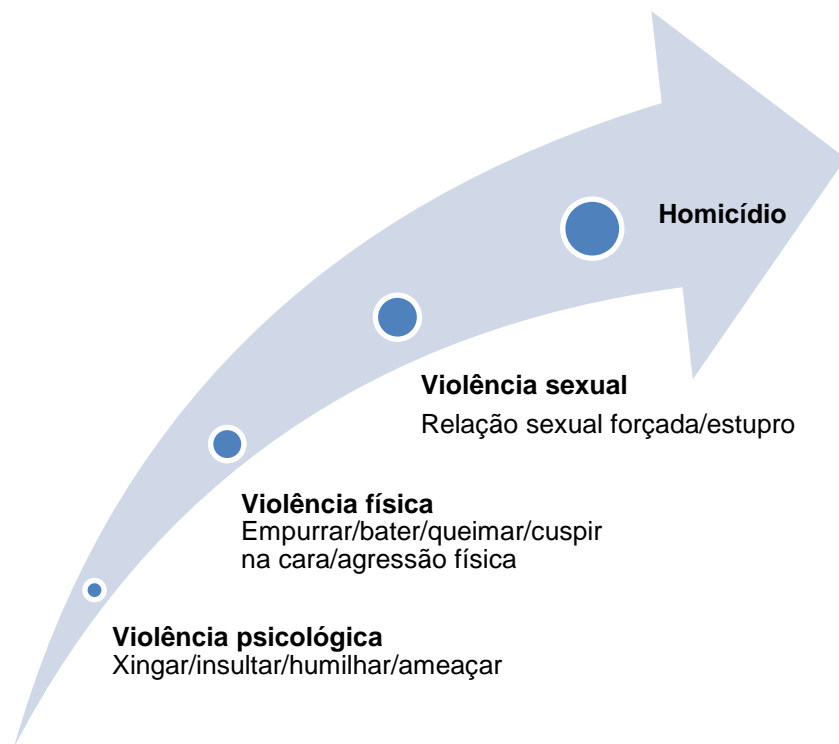 Homicídio
Violência sexual
Relação sexual forçada/estupro
Violência física
Empurrar/bater/queimar/cuspir
na cara/agressão física
Violência psicológica
Xingar/insultar/humilhar/ameaçar